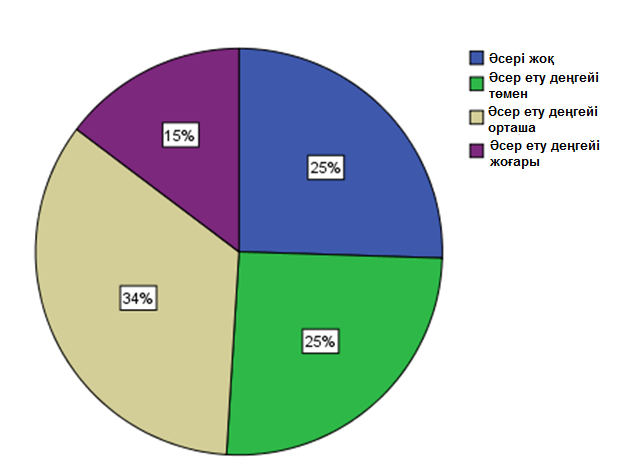 Әсері жоқ
Әсер ету деңгейі
төмен
Әсер ету деңгейі
орташа
Әсер ету деңгейі
жоғары
15%
25%
34%
25%